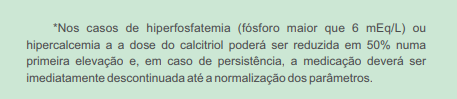 *Nos casos de hiperfosfatemia (fósforo maior que 6 mEq/L) ou
hipercalcemia a a dose do calcitriol poderá ser reduzida em 50% numa
primeira elevação e, em caso de persistência, a medicação deverá ser
imediatamente descontinuada até a normalização dos parâmetros.